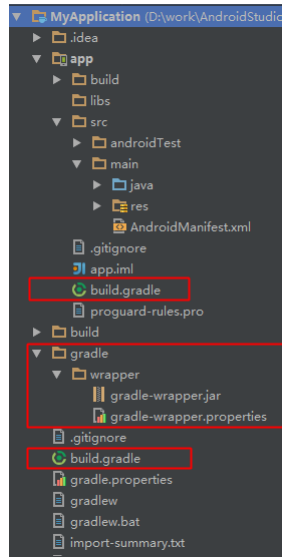 MyApplication (D:\work\AndroidStudio
.idea
app
build
libs
src
androidTest
main
java
res
AndroidManifest.xml
.gitignore
app.iml
build.gradle
proguard-rules.pro
build
gradle
wrapper
gradle-wrapper.jar
gradle-wrapper.properties
.gitignore
build.gradle
gradle.properties
gradlew
gradlew.bat
import-summary.txt